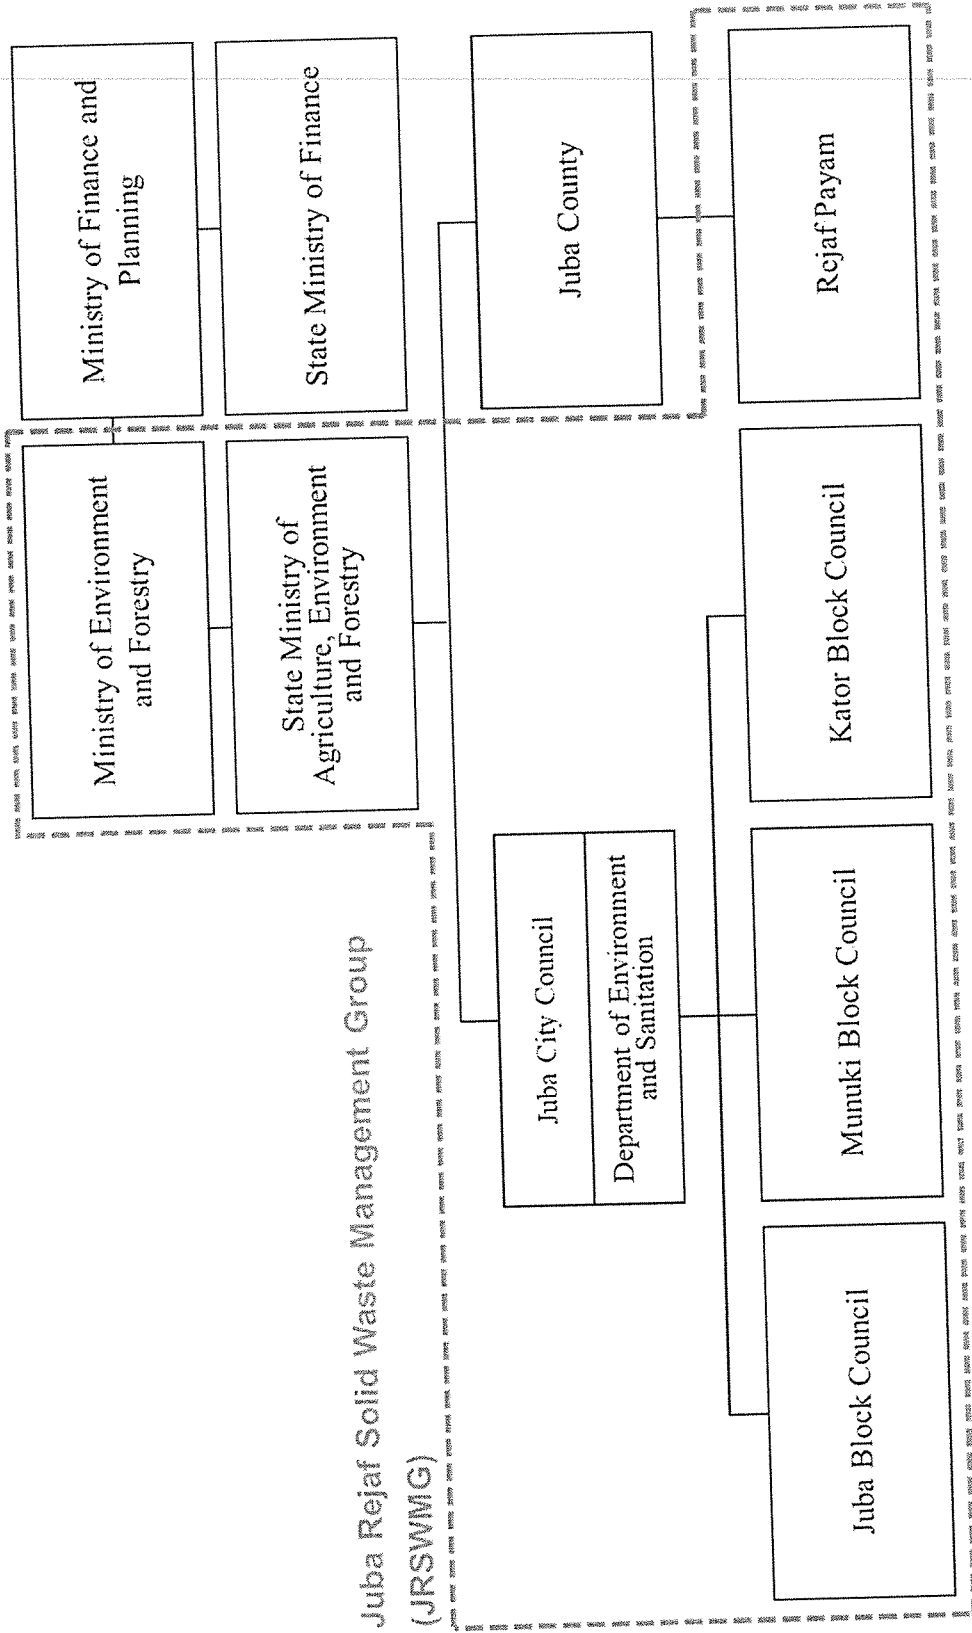 Ministry of Environment
and Forestry
Ministry of Finance and
Planning
State Ministry of
Agriculture, Environment
and Forestry
State Ministry of Finance
Juba Rejaf Solid Waste Management Group
(JRSWMG)
Juba City Council
Department of Environment
and Sanitation
Juba County
Juba Block Council
Munuki Block Council
Kator Block Council
Rejaf Payam